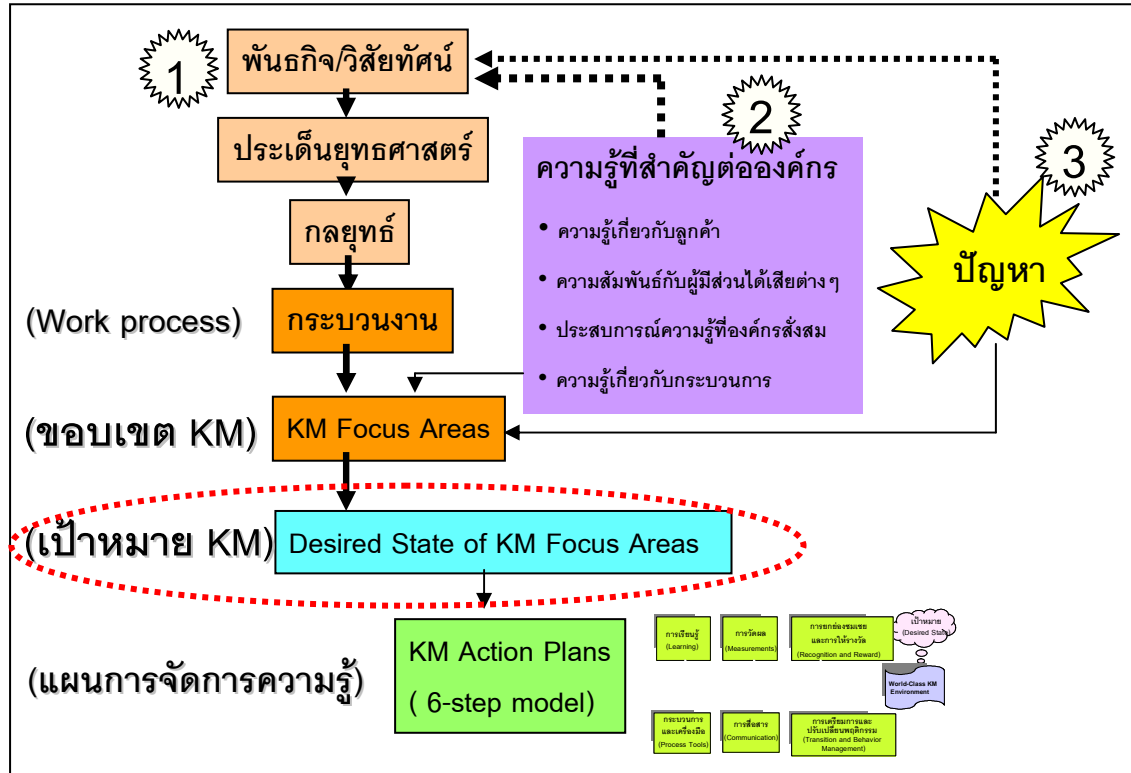 1
พันธกิจ/วิสัยทัศน์
ประเด็นยุทธศาสตร์
กลยุทธ์
(Work process)
กระบวนงาน
(ขอบเขต KM)
KM Focus Areas
2
ความรู้ที่สำคัญต่อองค์กร
• ความรู้เกี่ยวกับลูกค้า
• ความสัมพันธ์กับผู้มีส่วนได้เสียต่างๆ
• ประสบการณ์ความรู้ที่องค์กรสั่งสม
• ความรู้เกี่ยวกับกระบวนการ
3
ปัญหา
(เป้าหมาย KM)
Desired State of KM Focus Areas
(แผนการจัดการความรู้)
KM Action Plans
( 6-step model)
การเรียนรู้
(Learning)
การวัดผล
(Measurements)
การยกย่องชมเชย
และการให้รางวัล
(Recognition and Reward)
เป้าหมาย
(Desired State)
World-Class KM
Environment
กระบวนการ
และเครื่องมือ
(Process Tools)
การสื่อสาร
(Communication)
การเตรียมการและ
ปรับเปลี่ยนพฤติกรรม
(Transition and Behavior
Management)